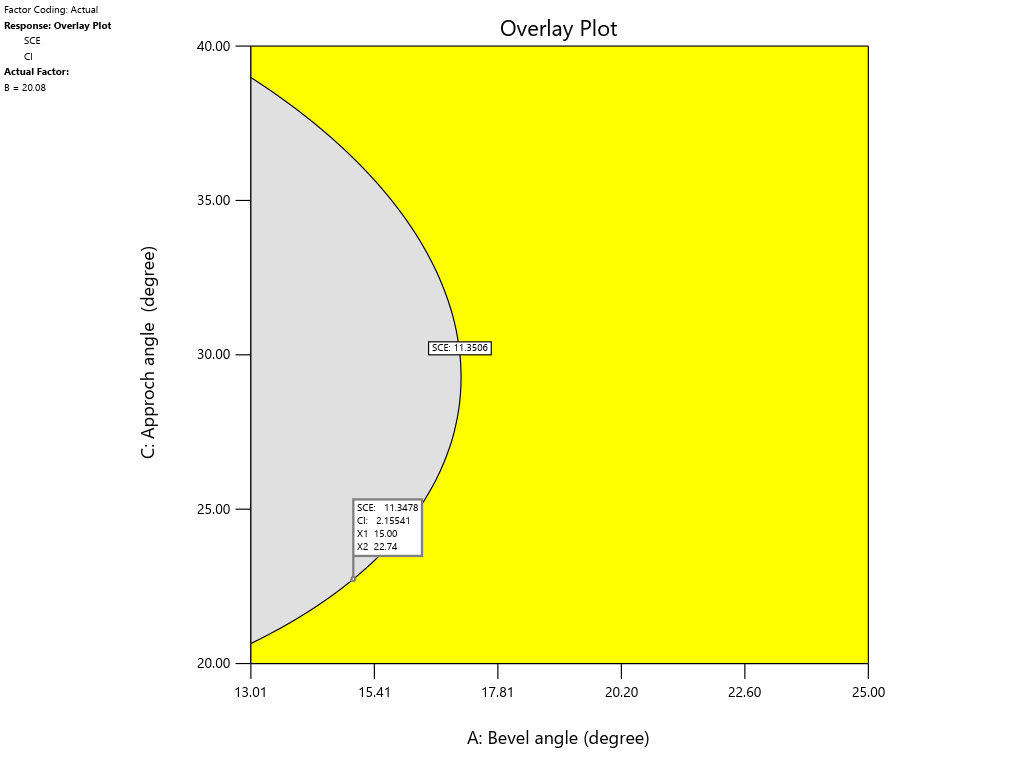 Factor Coding: Actual
Response: Overlay Plot
SCE
CI
Actual Factor:
B = 20.08
Overlay Plot
40.00
35.00
30.00
25.00
20.00
C: Approch angle (degree)
SCE: 11.3506
SCE: 11.3478
CI: 2.15541
X1 15.00
X2 22.74
13.01 15.41 17.81 20.20 22.60 25.00
A: Bevel angle (degree)